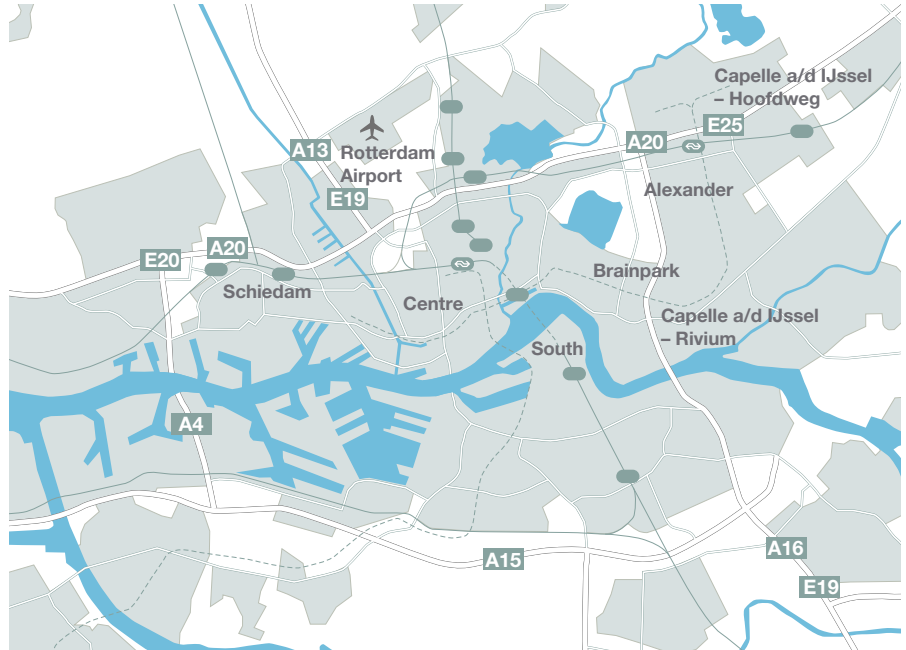 Capelle a/d IJssel
– Hoofdweg
E25
A20
A13
Rotterdam
Airport
Alexander
E19
A20
E20
Brainpark
Schiedam
Centre
Capelle a/d IJssel
– Rivium
South
A4
A16
A15
E19